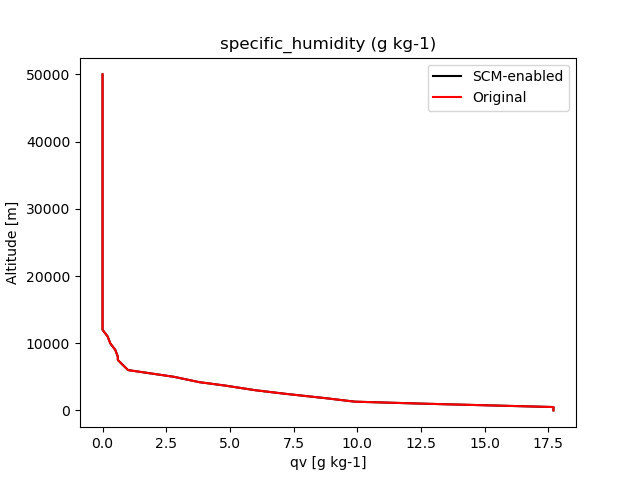 specific_humidity (g kg-1)
SCM-enabled
Original
Altitude [m]
50000
40000
30000
20000
10000
0
0.0 2.5 5.0 7.5 10.0 12.5 15.0 17.5
qv [g kg-1]